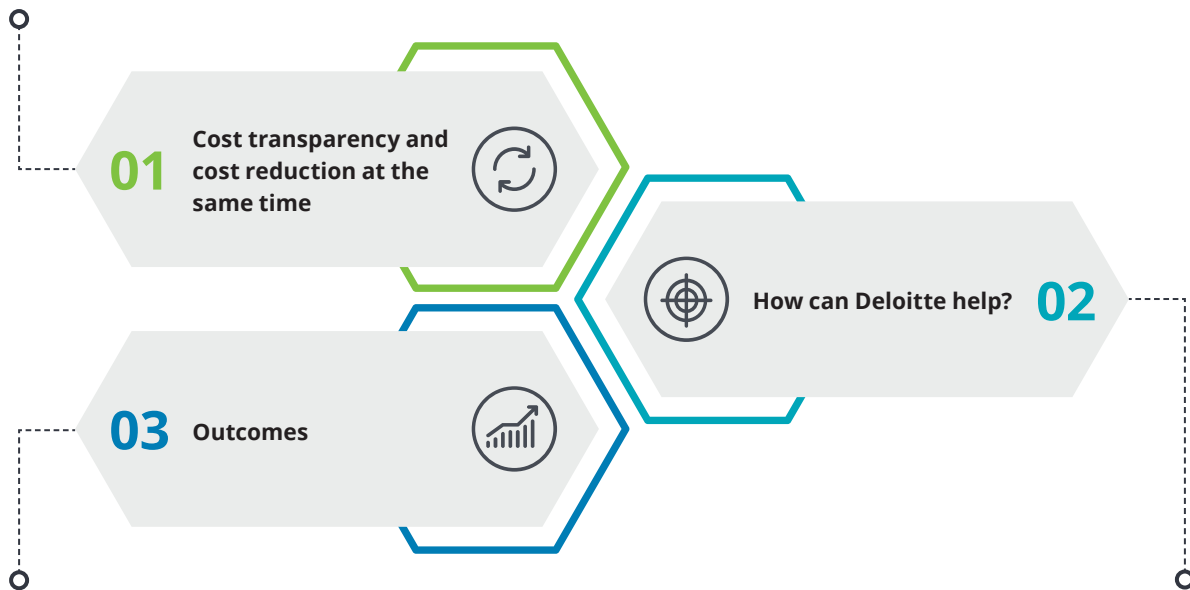 01
Cost transparency and
cost reduction at the
same time
How can Deloitte help?
02
03
Outcomes